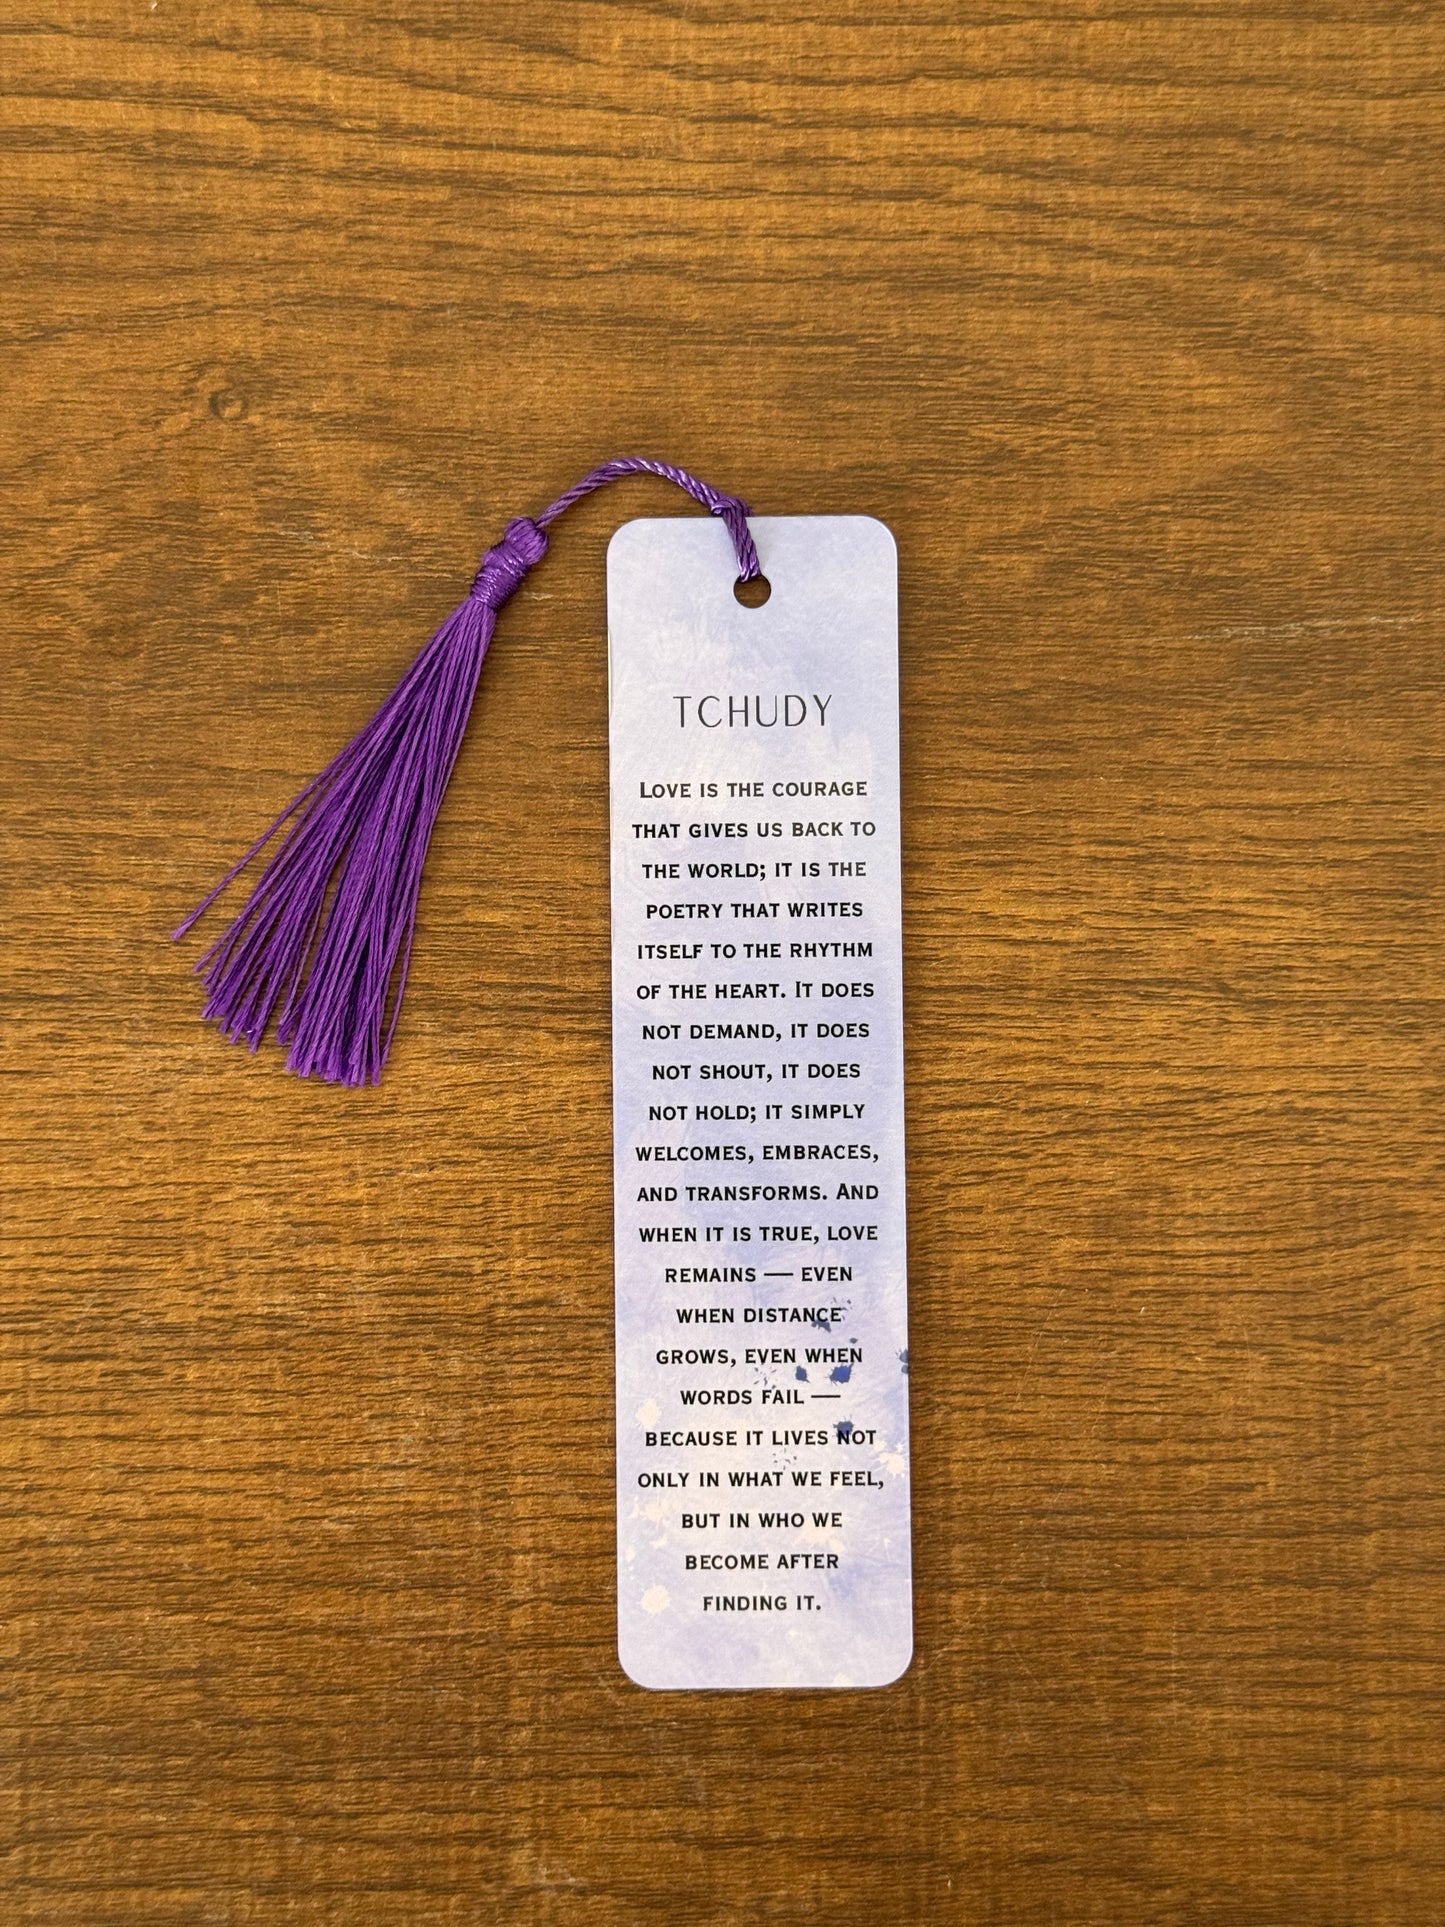 TCHUDY
Love is the courage
that gives us back to
the world; it is the
poetry that writes
itself to the rhythm
of the heart. It does
not demand, it does
not shout, it does
not hold; it simply
welcomes, embraces,
and transforms. And
when it is true, love
remains — even
when distance
grows, even when
words fail —
because it lives not
only in what we feel,
but in who we
become after
finding it.